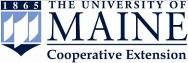 1865 THE UNIVERSITY OF
MAINE
Cooperative Extension